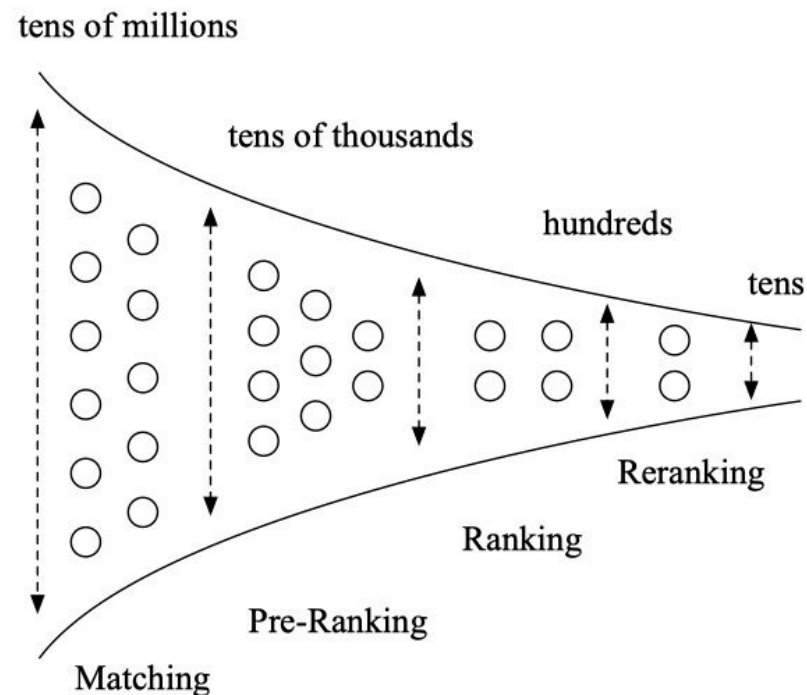 tens of millions
tens of thousands
hundreds
tens
Reranking
Ranking
Pre-Ranking
Matching